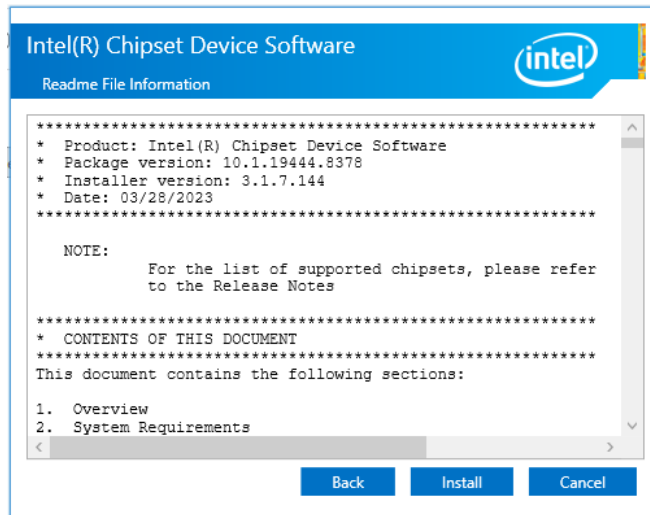 Intel(R) Chipset Device Software
intel
Readme File Information
************************************************************
*  Product: Intel(R) Chipset Device Software
*  Package version: 10.1.19444.8378
*  Installer version: 3.1.7.144
*  Date: 03/28/2023
************************************************************
NOTE:
For the list of supported chipsets, please refer
to the Release Notes
************************************************************
*  CONTENTS OF THIS DOCUMENT
************************************************************
This document contains the following sections:
1.  Overview
2.  System Requirements
Back
Install
Cancel